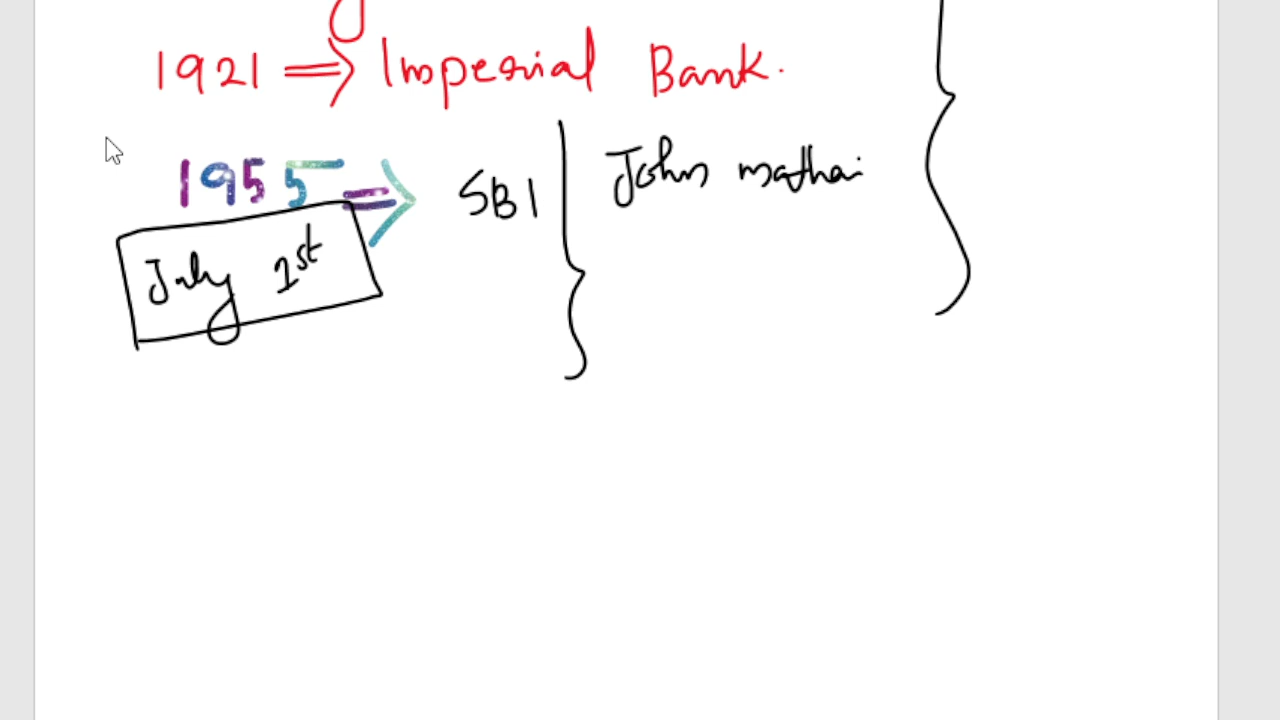 1921 ⇒ Imperial Bank.
1955 ⇒ SBI John mathai
July 1st